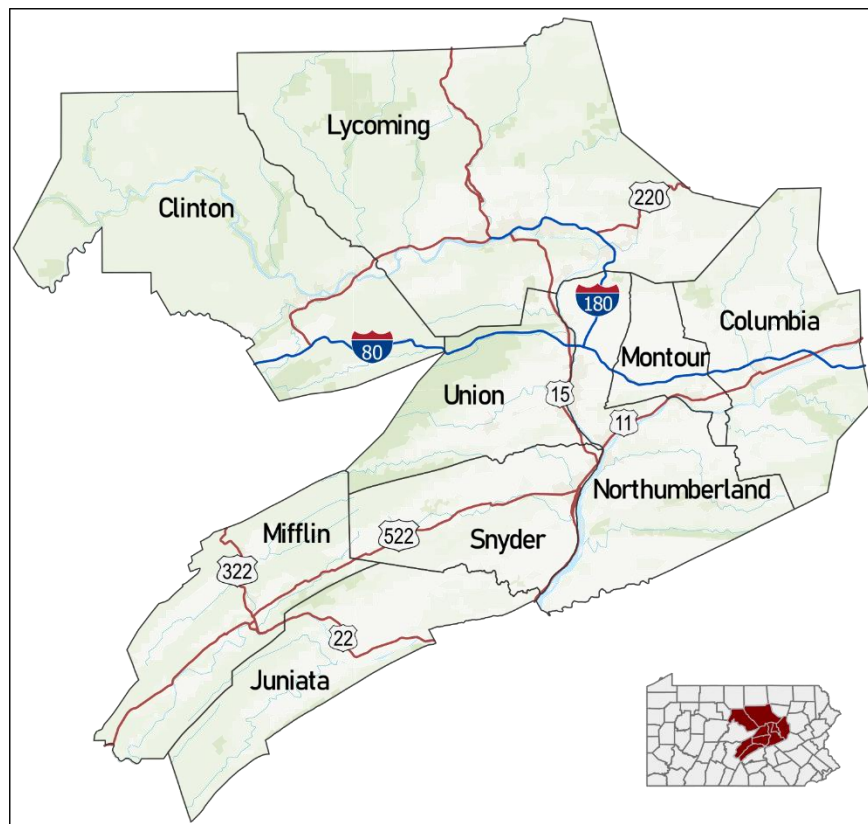 Lycoming
Clinton
220
180
Columbia
80
Montour
Union
15
11
Northumberland
Mifflin
522
Snyder
322
22
Juniata